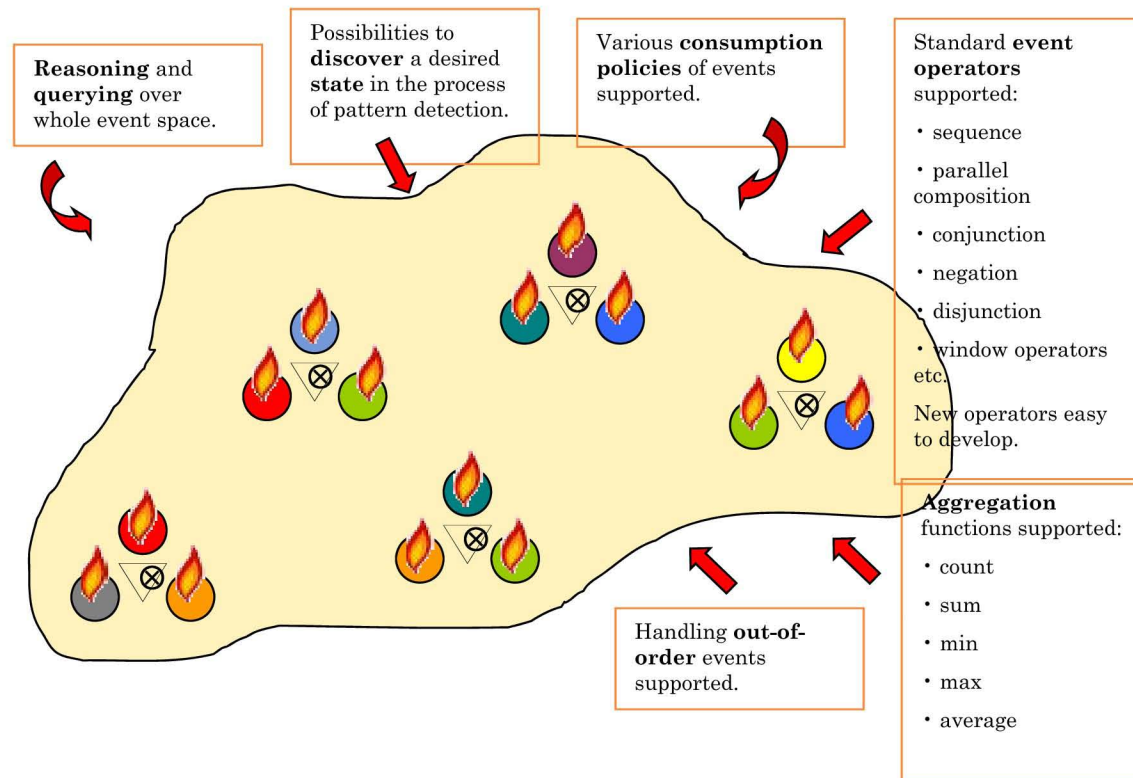 Reasoning and
querying over
whole event space.
Possibilities to
discover a desired
state in the process
of pattern detection.
Various consumption
policies of events
supported.
Standard event
operators
supported:
• sequence
• parallel
composition
• conjunction
• negation
• disjunction
• window operators
etc.
New operators easy
to develop.
Aggregation
functions supported:
• count
• sum
• min
• max
• average
Handling out-of-
order events
supported.